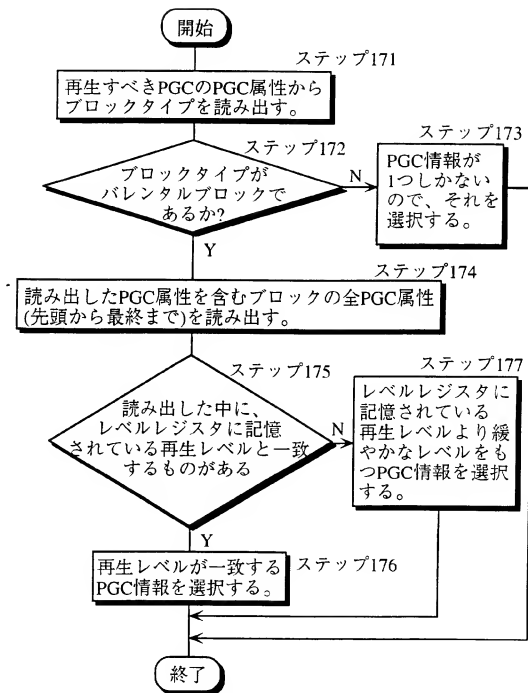 開始
ステップ171
再生すべきPGCのPGC属性から
ブロックタイプを読み出す。
ステップ172
ブロックタイプが
バレンタルブロックで
あるか?
N
Y
ステップ173
PGC情報が
1つしかない
ので、それを
選択する。
ステップ174
読み出したPGC属性を含むブロックの全PGC属性
(先頭から最終まで)を読み出す。
ステップ175
読み出した中に、
レベルレジスタに記憶
されている再生レベルと一致
するものがある
N
Y
ステップ177
レベルレジスタに
記憶されている
再生レベルより緩
やかなレベルをも
つPGC情報を選択
する。
再生レベルが一致する
PGC情報を選択する。
ステップ176
終了